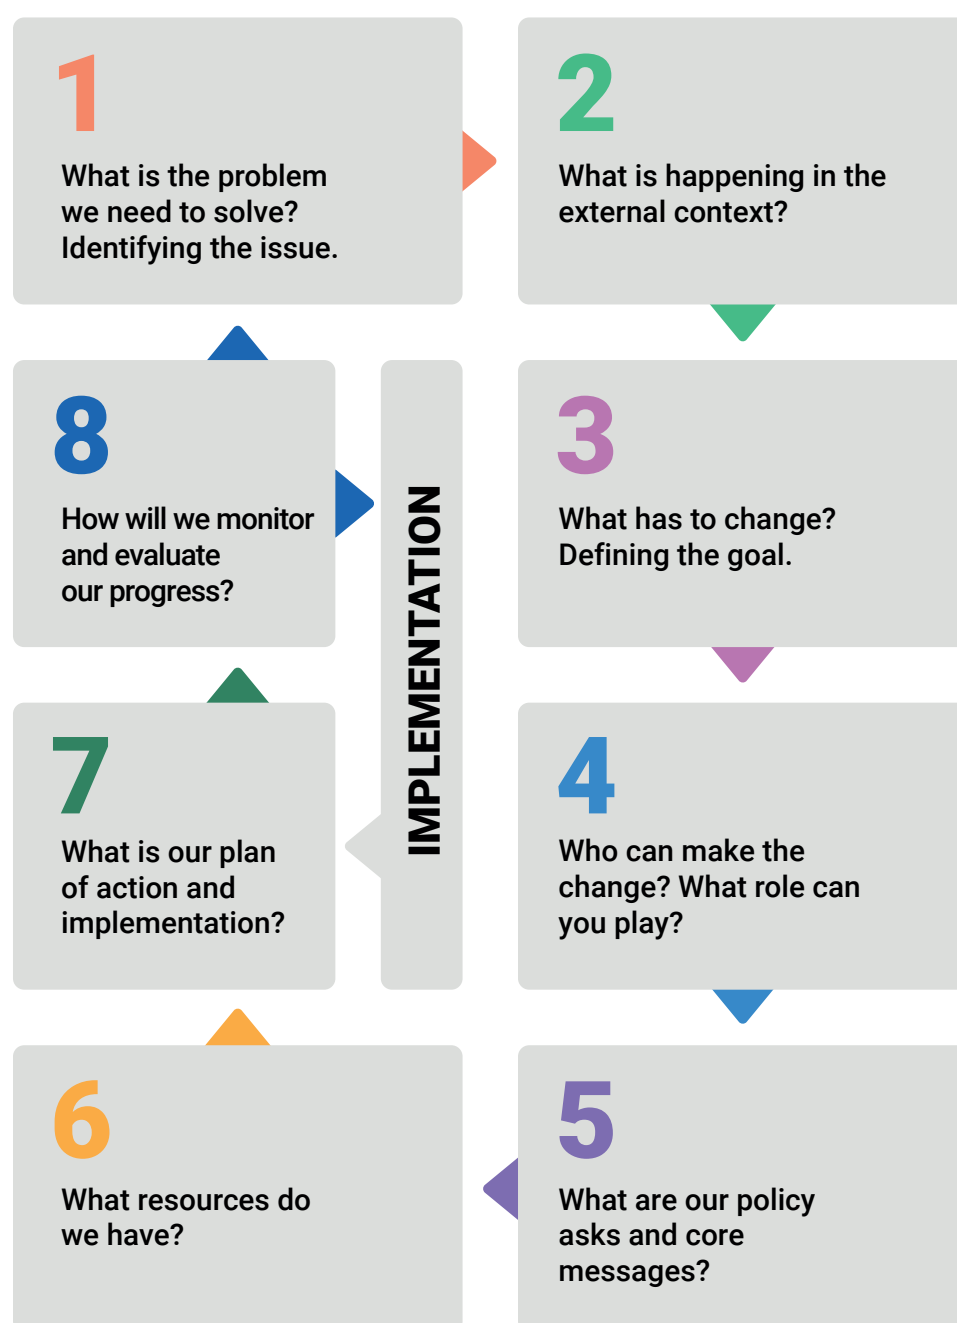 1
What is the problem
we need to solve?
Identifying the issue.
2
What is happening in the
external context?
3
What has to change?
Defining the goal.
4
Who can make the
change? What role can
you play?
5
What are our policy
asks and core
messages?
6
What resources do
we have?
7
What is our plan
of action and
implementation?
8
How will we monitor
and evaluate
our progress?
IMPLEMENTATION